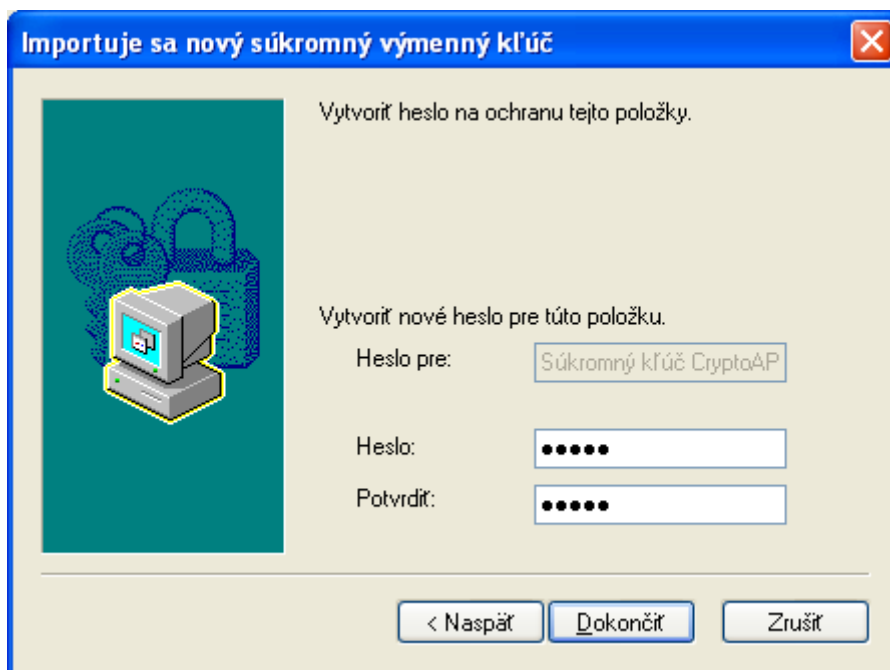 Importuje sa nový súkromný výmenný kľúč
Vytvoriť heslo na ochranu tejto položky.
Vytvoriť nové heslo pre túto položku.
Heslo pre:
Súkromný kľúč CryptoAP
Heslo:
•••••
Potvrdiť:
•••••
< Naspäť
Dokončiť
Zrušiť